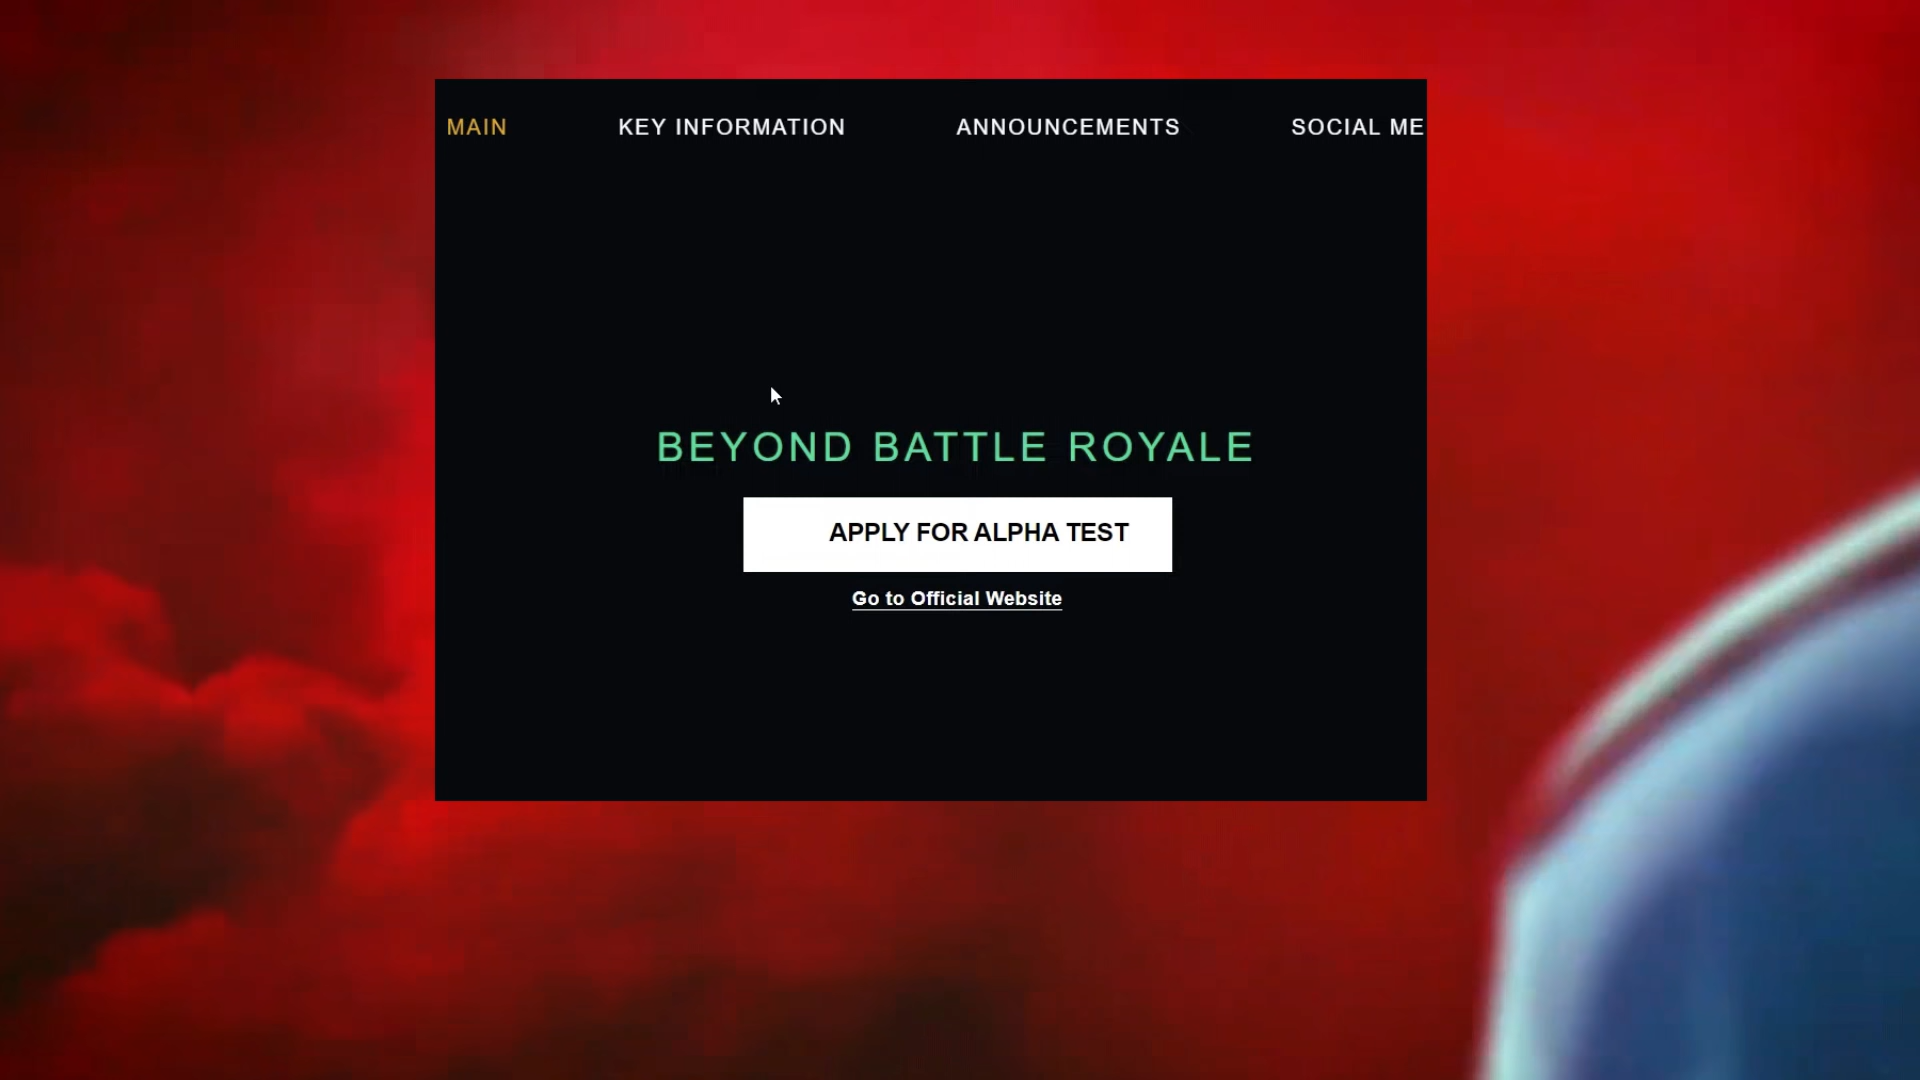 MAIN KEY INFORMATION ANNOUNCEMENTS SOCIAL ME
BEYOND BATTLE ROYALE
APPLY FOR ALPHA TEST
Go to Official Website